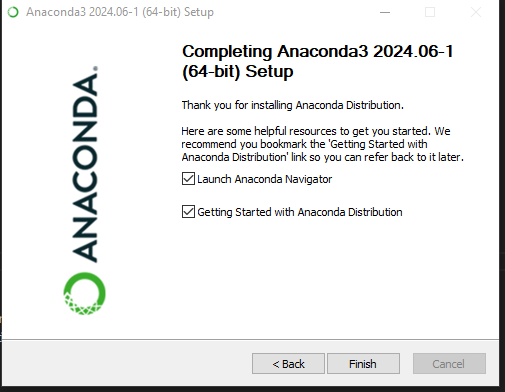 Anaconda3 2024.06-1 (64-bit) Setup
ANACONDA.
Completing Anaconda3 2024.06-1
(64-bit) Setup
Thank you for installing Anaconda Distribution.
Here are some helpful resources to get you started. We
recommend you bookmark the 'Getting Started with
Anaconda Distribution' link so you can refer back to it later.
Launch Anaconda Navigator
Getting Started with Anaconda Distribution
< Back Finish Cancel